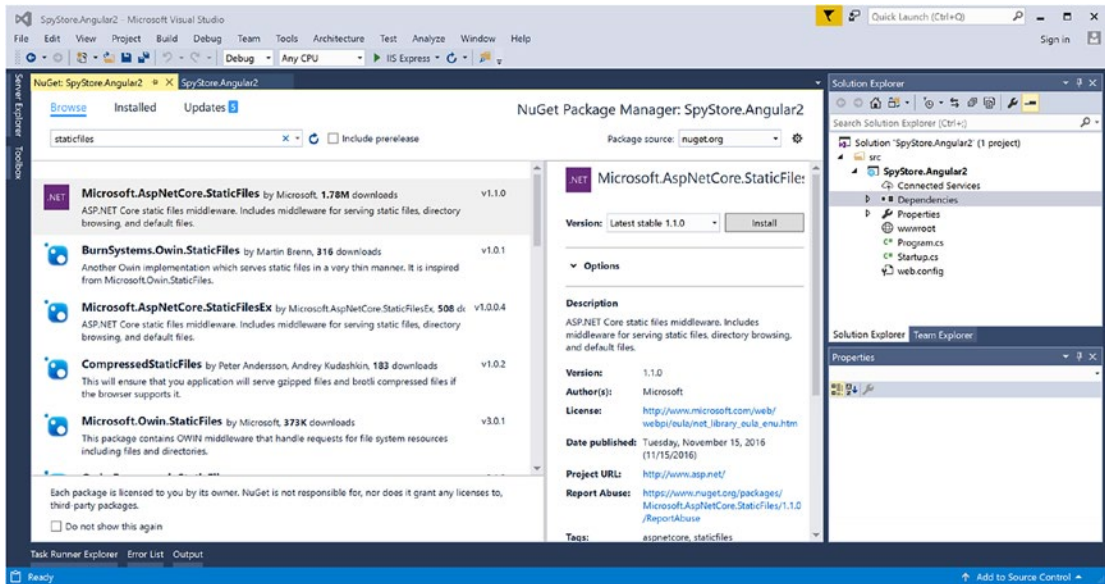 SpyStore.Angular2 - Microsoft Visual Studio
Quick Launch (Ctrl+Q)
File Edit View Project Build Debug Team Tools Architecture Test Analyze Window Help
Sign in
Debug Any CPU IIS Express
Server Explorer
Toolbox
NuGet: SpyStore.Angular2
SpyStore.Angular2
Browse Installed Updates 5
NuGet Package Manager: SpyStore.Angular2
staticfiles
Include prerelease
Package source: nuget.org
.NET
Microsoft.AspNetCore.StaticFiles by Microsoft, 1.78M downloads v1.1.0
ASP.NET Core static files middleware. Includes middleware for serving static files, directory
browsing, and default files.
BurnSystems.Owin.StaticFiles by Martin Brenn, 316 downloads v1.0.1
Another Owin implementation which serves static files in a very thin manner. It is inspired
from Microsoft.Owin.StaticFiles.
Microsoft.AspNetCore.StaticFilesEx by Microsoft.AspNetCore.StaticFilesEx, 508 dc v1.0.0.4
ASP.NET Core static files middleware. Includes middleware for serving static files, directory
browsing, and default files.
CompressedStaticFiles by Peter Andersson, Andrey Kudashkin, 183 downloads v1.0.2
This will ensure that you application will serve gzipped files and brotli compressed files if
the browser supports it.
Microsoft.Owin.StaticFiles by Microsoft, 373K downloads v3.0.1
This package contains OWIN middleware that handle requests for file system resources
including files and directories.
Each package is licensed to you by its owner. NuGet is not responsible for, nor does it grant any licenses to,
third-party packages.
Do not show this again
.NET
Microsoft.AspNetCore.StaticFiles
Version: Latest stable 1.1.0 Install
Options
Description
ASP.NET Core static files middleware. Includes
middleware for serving static files, directory browsing,
and default files.
Version: 1.1.0
Author(s): Microsoft
License: http://www.microsoft.com/web/
webpi/eula/net_library_eula_enu.htm
Date published: Tuesday, November 15, 2016
(11/15/2016)
Project URL: http://www.asp.net/
Report Abuse: https://www.nuget.org/packages/
Microsoft.AspNetCore.StaticFiles/1.1.0
/ReportAbuse
Tags: aspnetcore, staticfiles
Solution Explorer
Search Solution Explorer (Ctrl+;)
Solution 'SpyStore.Angular2' (1 project)
src
SpyStore.Angular2
Connected Services
Dependencies
Properties
wwwroot
C# Program.cs
C# Startup.cs
web.config
Solution Explorer Team Explorer
Properties
Task Runner Explorer Error List Output
Ready
Add to Source Control